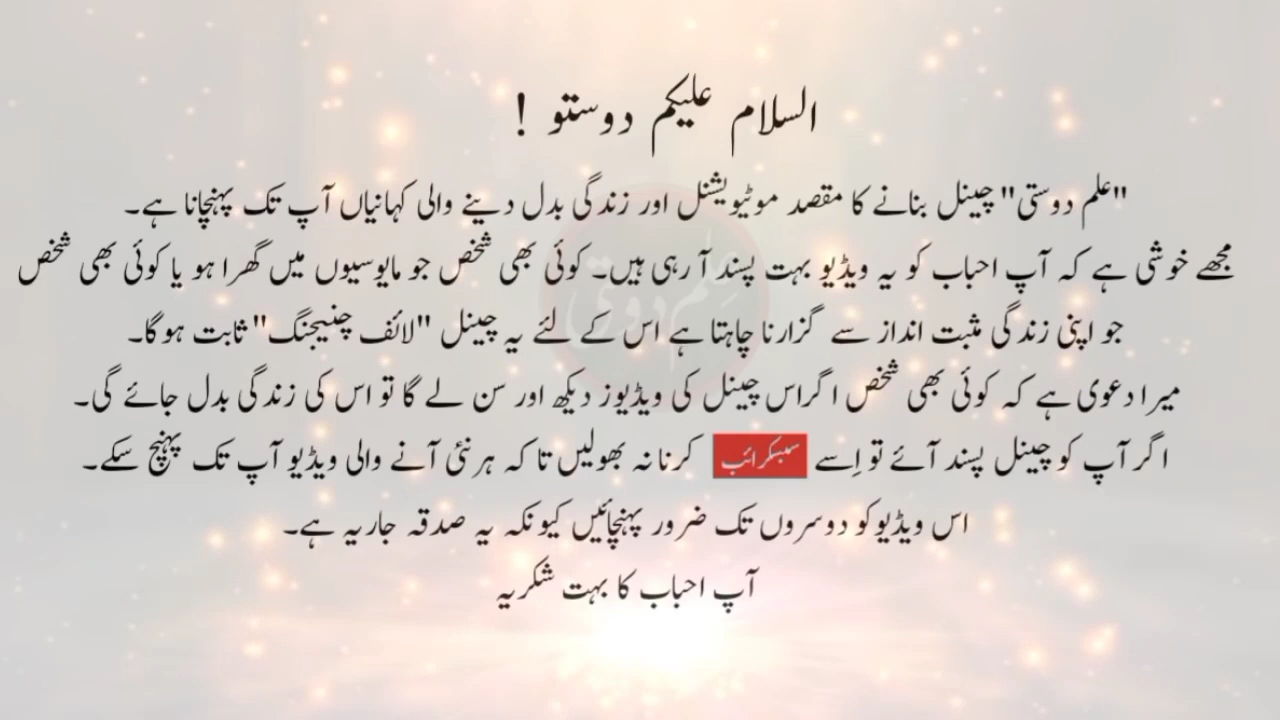 السلام علیکم دوستو !
"علم دوستی" چینل بنانے کا مقصد موٹیویشنل اور زندگی بدل دینے والی کہانیاں آپ تک پہنچانا ہے۔
مجھے خوشی ہے کہ آپ احباب کو یہ ویڈیو بہت پسند آ رہی ہیں۔ کوئی بھی شخص جو مایوسیوں میں گھرا ہو یا کوئی بھی شخص
جو اپنی زندگی مثبت انداز سے گزارنا چاہتا ہے اس کے لئے یہ چینل "لائف چنیجنگ" ثابت ہوگا۔
میرا دعوی ہے کہ کوئی بھی شخص اگر اس چینل کی ویڈیوز دیکھ اور سن لے گا تو اس کی زندگی بدل جائے گی۔
اگر آپ کو چینل پسند آئے تو اِسے سبسکرائب کرنا نہ بھولیں تا کہ ہر نئی آنے والی ویڈیو آپ تک پہنچ سکے۔
اس ویڈیو کو دوسروں تک ضرور پہنچائیں کیونکہ یہ صدقہ جاریہ ہے۔
آپ احباب کا بہت شکریہ
علم دوستی